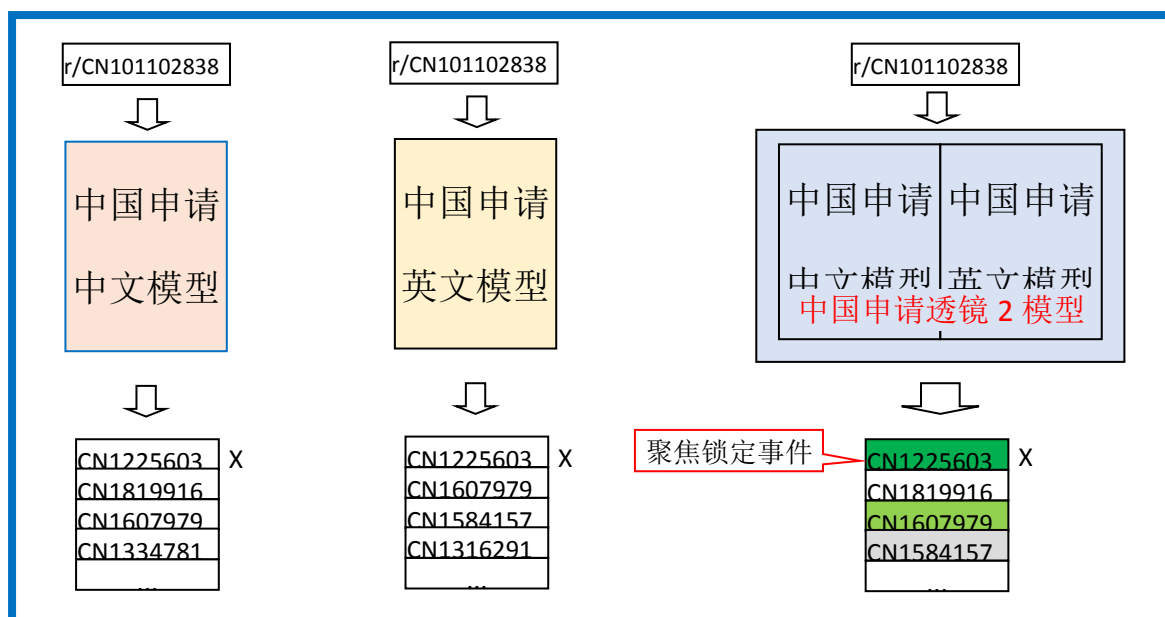 r/CN101102838
中国申请
中文模型
CN1225603 X
CN1819916
CN1607979
CN1334781
...
r/CN101102838
中国申请
英文模型
CN1225603 X
CN1607979
CN1584157
CN1316291
...
r/CN101102838
中国申请 中国申请
中文模型 英文模型
中国申请透镜 2 模型
聚焦锁定事件
CN1225603 X
CN1819916
CN1607979
CN1584157
...